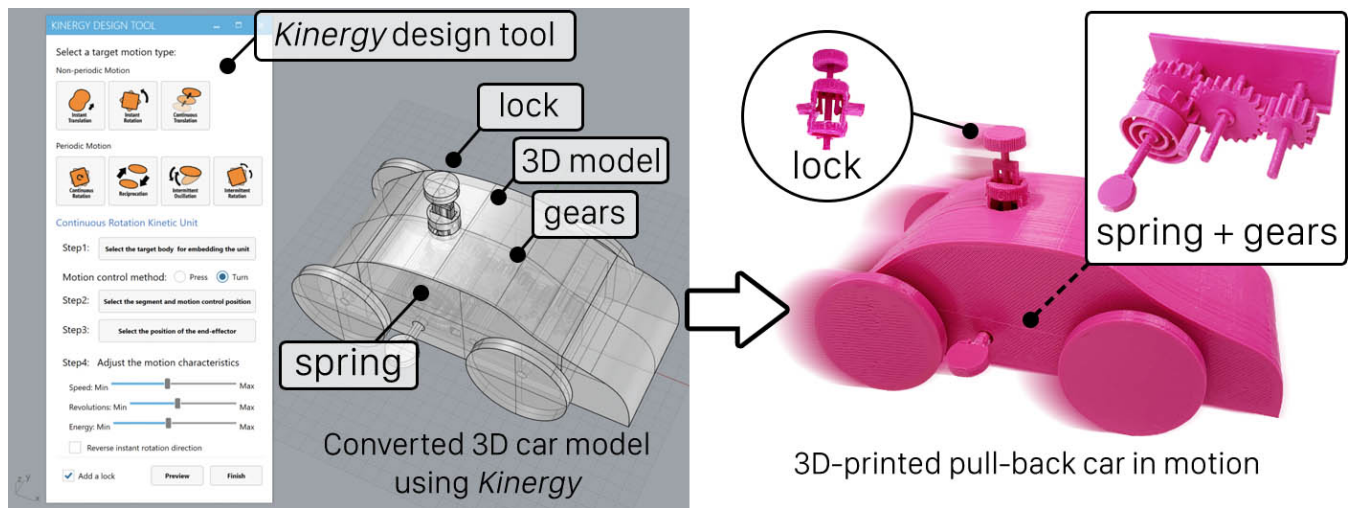 KINERGY DESIGN TOOL
Select a target motion type:
Non-periodic Motion
Instant
Translation
Instant
Rotation
Continuous
Translation
Periodic Motion
Continuous
Rotation
Reciprocation
Intermittent
Oscillation
Intermittent
Rotation
Continuous Rotation Kinetic Unit
Step1: Select the target body for embedding the unit
Motion control method: Press Turn
Step2: Select the segment and motion control position
Step3: Select the position of the end-effector
Step4: Adjust the motion characteristics
Speed: Min Max
Revolutions: Min Max
Energy: Min Max
Reverse instant rotation direction
Add a lock Preview Finish
z y
x
Kinergy design tool
lock
3D model
gears
spring
Converted 3D car model
using Kinergy
lock
spring + gears
3D-printed pull-back car in motion